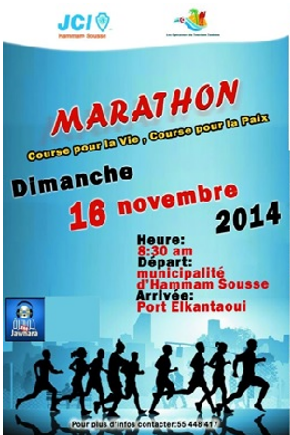 JCI
Hammam Sousse
MARATHON
Course pour la Vie , Course pour la Paix
Dimanche
16 novembre
2014
Heure:
8:30 am
Départ:
municipalité
d'Hammam Sousse
Arrivée:
Port Elkantaoui
Jawhara
Pour plus d'infos contacter:55 448 417